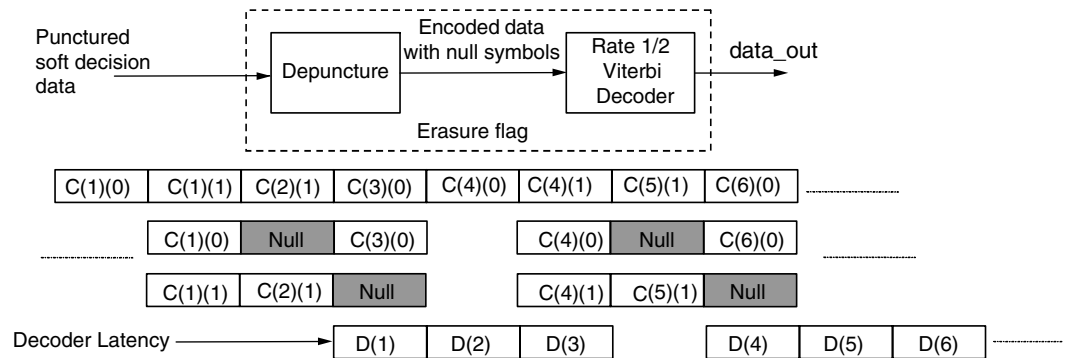 Punctured
soft decision
data
Depuncture
Encoded data
with null symbols
Rate 1/2
Viterbi
Decoder
data_out
Erasure flag
C(1)(0) C(1)(1) C(2)(1) C(3)(0) C(4)(0) C(4)(1) C(5)(1) C(6)(0)
C(1)(0) Null C(3)(0) C(4)(0) Null C(6)(0)
C(1)(1) C(2)(1) Null C(4)(1) C(5)(1) Null
Decoder Latency D(1) D(2) D(3) D(4) D(5) D(6)